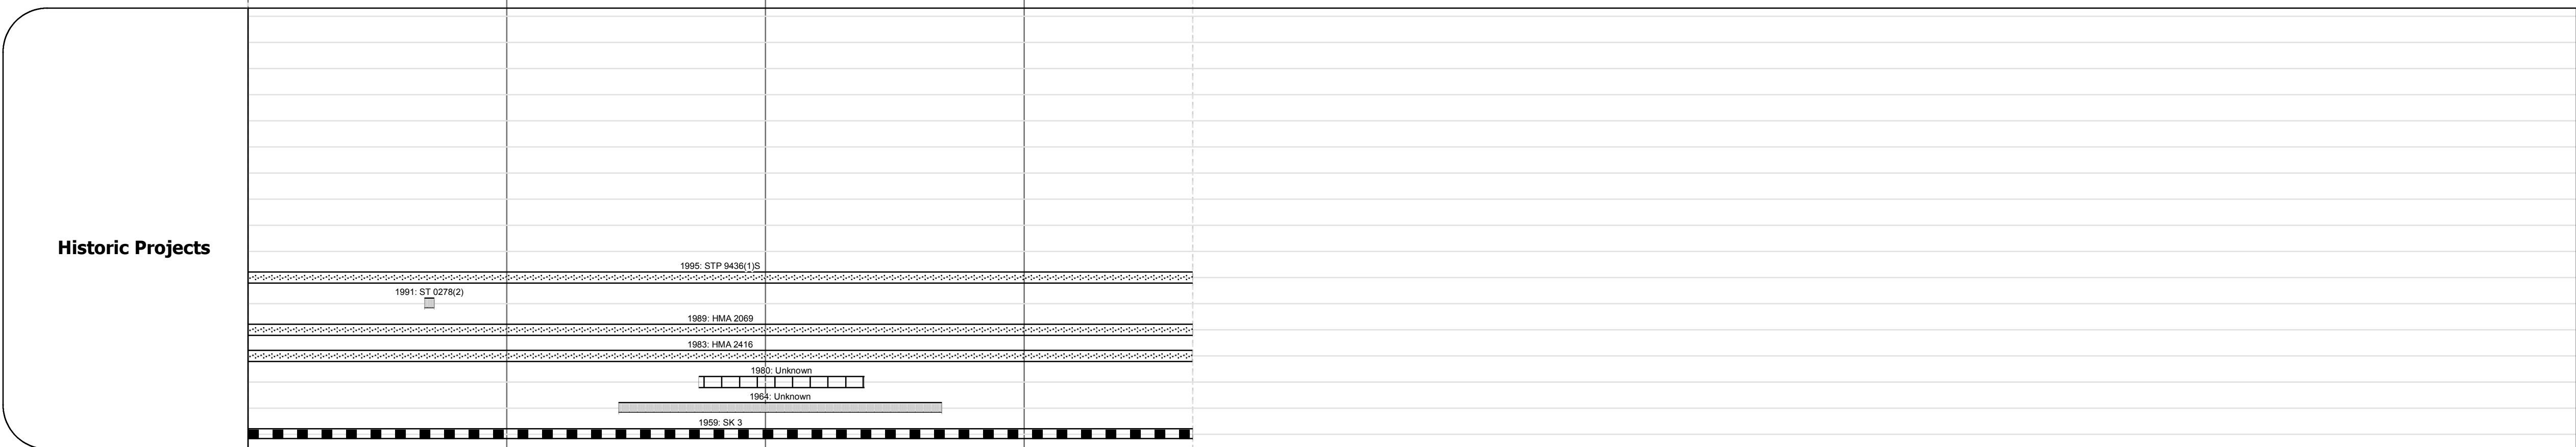 Historic Projects
1995: STP 9436(1)S
1991: ST 0278(2)
1989: HMA 2069
1983: HMA 2416
1980: Unknown
1964: Unknown
1959: SK 3